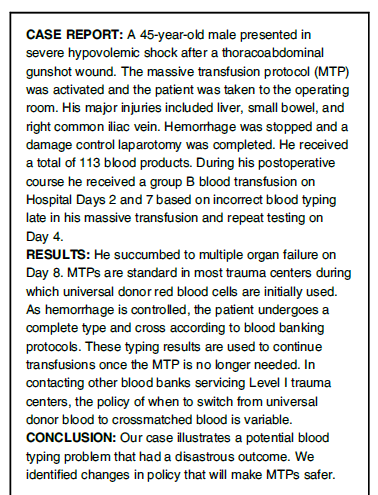 CASE REPORT: A 45-year-old male presented in
severe hypovolemic shock after a thoracoabdominal
gunshot wound. The massive transfusion protocol (MTP)
was activated and the patient was taken to the operating
room. His major injuries included liver, small bowel, and
right common iliac vein. Hemorrhage was stopped and a
damage control laparotomy was completed. He received
a total of 113 blood products. During his postoperative
course he received a group B blood transfusion on
Hospital Days 2 and 7 based on incorrect blood typing
late in his massive transfusion and repeat testing on
Day 4.
RESULTS: He succumbed to multiple organ failure on
Day 8. MTPs are standard in most trauma centers during
which universal donor red blood cells are initially used.
As hemorrhage is controlled, the patient undergoes a
complete type and cross according to blood banking
protocols. These typing results are used to continue
transfusions once the MTP is no longer needed. In
contacting other blood banks servicing Level I trauma
centers, the policy of when to switch from universal
donor blood to crossmatched blood is variable.
CONCLUSION: Our case illustrates a potential blood
typing problem that had a disastrous outcome. We
identified changes in policy that will make MTPs safer.